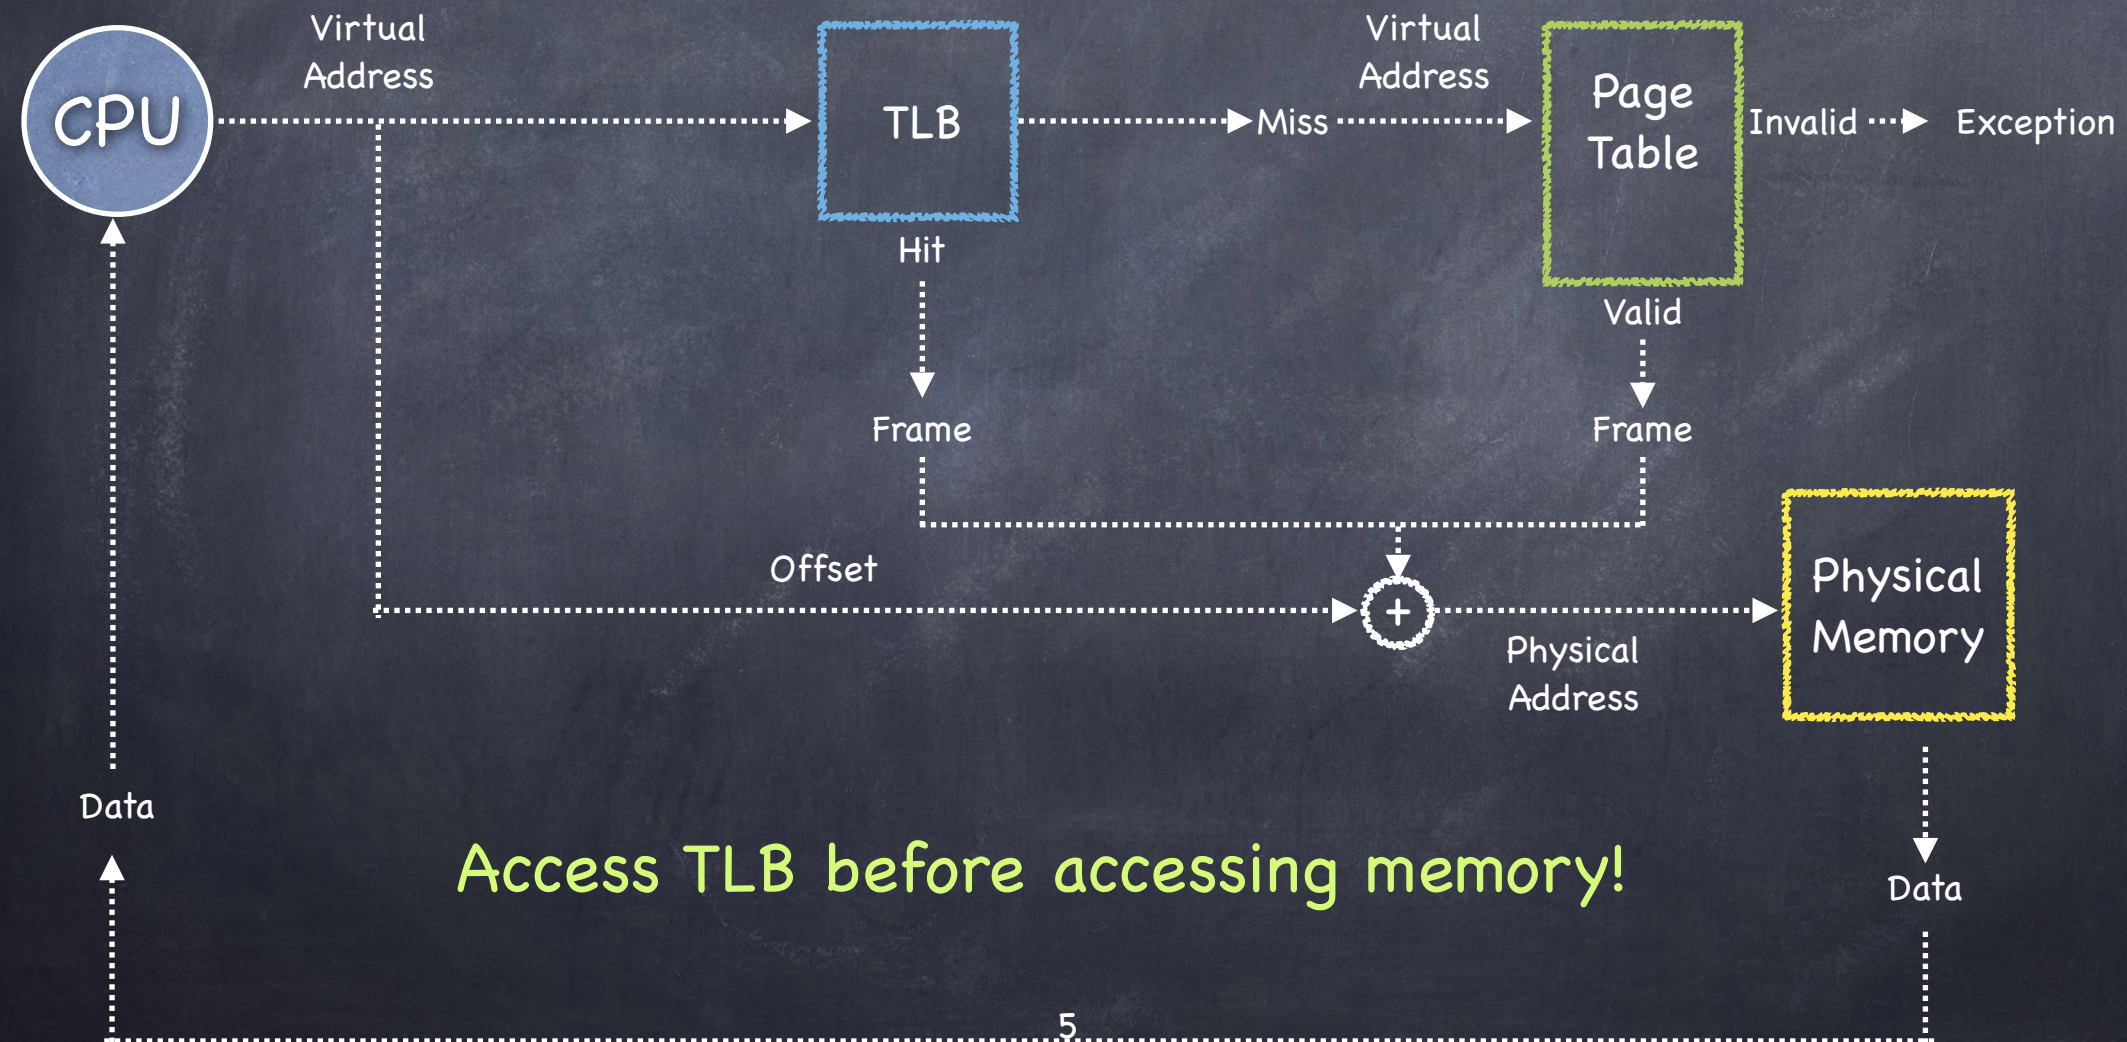 Virtual
Address
Virtual
Address
CPU
TLB
Miss
Page
Table
Invalid
Exception
Hit
Valid
Frame
Frame
Offset
+
Physical
Memory
Physical
Address
Data
Access TLB before accessing memory!
Data
5